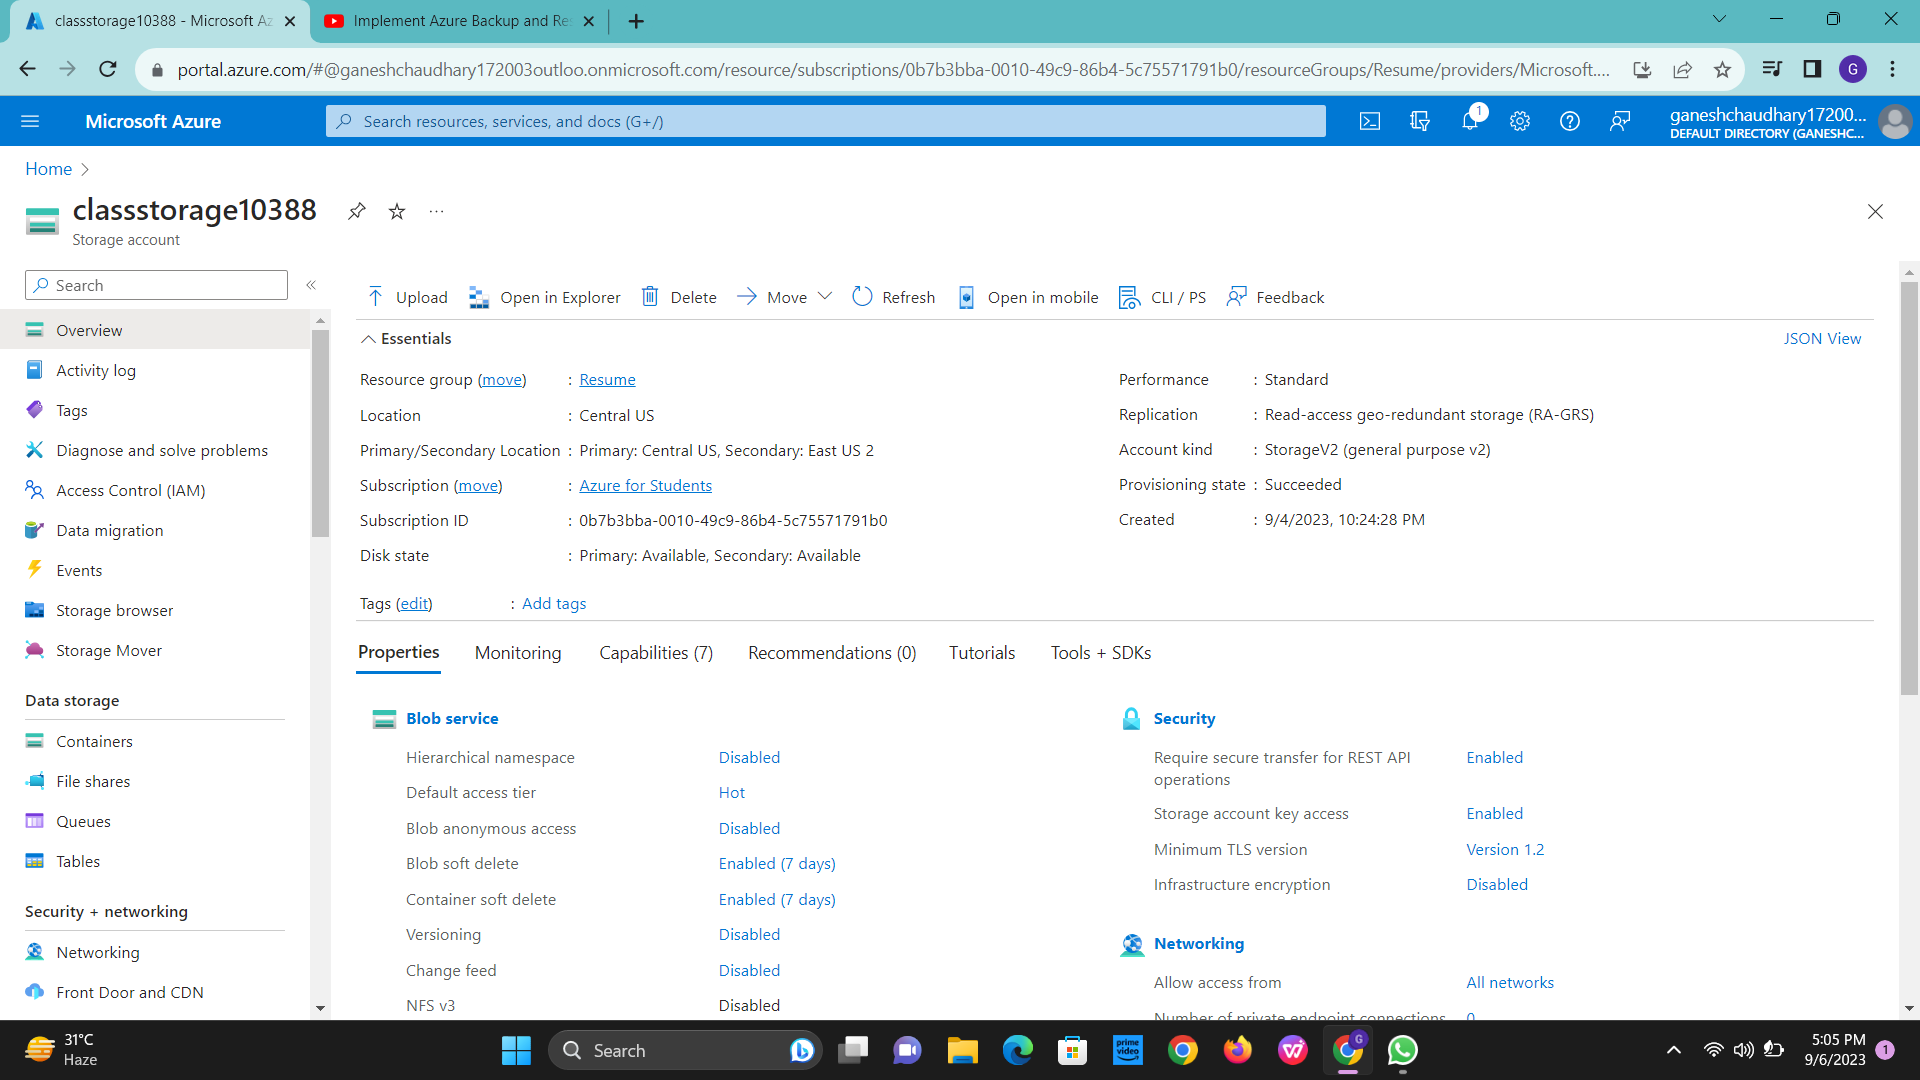 classstorage10388 - Microsoft Az
Implement Azure Backup and Re
portal.azure.com/#@ganeshchaudhary172003outloo.onmicrosoft.com/resource/subscriptions/0b7b3bba-0010-49c9-86b4-5c75571791b0/resourceGroups/Resume/providers/Microsoft....
G
Microsoft Azure
Search resources, services, and docs (G+/)
1
ganeshchaudhary17200...
DEFAULT DIRECTORY (GANESHC...
Home
classstorage10388
Storage account
Search
Overview
Activity log
Tags
Diagnose and solve problems
Access Control (IAM)
Data migration
Events
Storage browser
Storage Mover
Data storage
Containers
File shares
Queues
Tables
Security + networking
Networking
Front Door and CDN
Upload
Open in Explorer
Delete
Move
Refresh
Open in mobile
CLI / PS
Feedback
Essentials
JSON View
Resource group (move) : Resume
Location : Central US
Primary/Secondary Location : Primary: Central US, Secondary: East US 2
Subscription (move) : Azure for Students
Subscription ID : 0b7b3bba-0010-49c9-86b4-5c75571791b0
Disk state : Primary: Available, Secondary: Available
Performance : Standard
Replication : Read-access geo-redundant storage (RA-GRS)
Account kind : StorageV2 (general purpose v2)
Provisioning state : Succeeded
Created : 9/4/2023, 10:24:28 PM
Tags (edit) : Add tags
Properties
Monitoring
Capabilities (7)
Recommendations (0)
Tutorials
Tools + SDKs
Blob service
Hierarchical namespace Disabled
Default access tier Hot
Blob anonymous access Disabled
Blob soft delete Enabled (7 days)
Container soft delete Enabled (7 days)
Versioning Disabled
Change feed Disabled
NFS v3 Disabled
Security
Require secure transfer for REST API Enabled
operations
Storage account key access Enabled
Minimum TLS version Version 1.2
Infrastructure encryption Disabled
Networking
Allow access from All networks
Number of private endpoint connections 0
31°C
Haze
Search
prime video
G
5:05 PM
9/6/2023
1